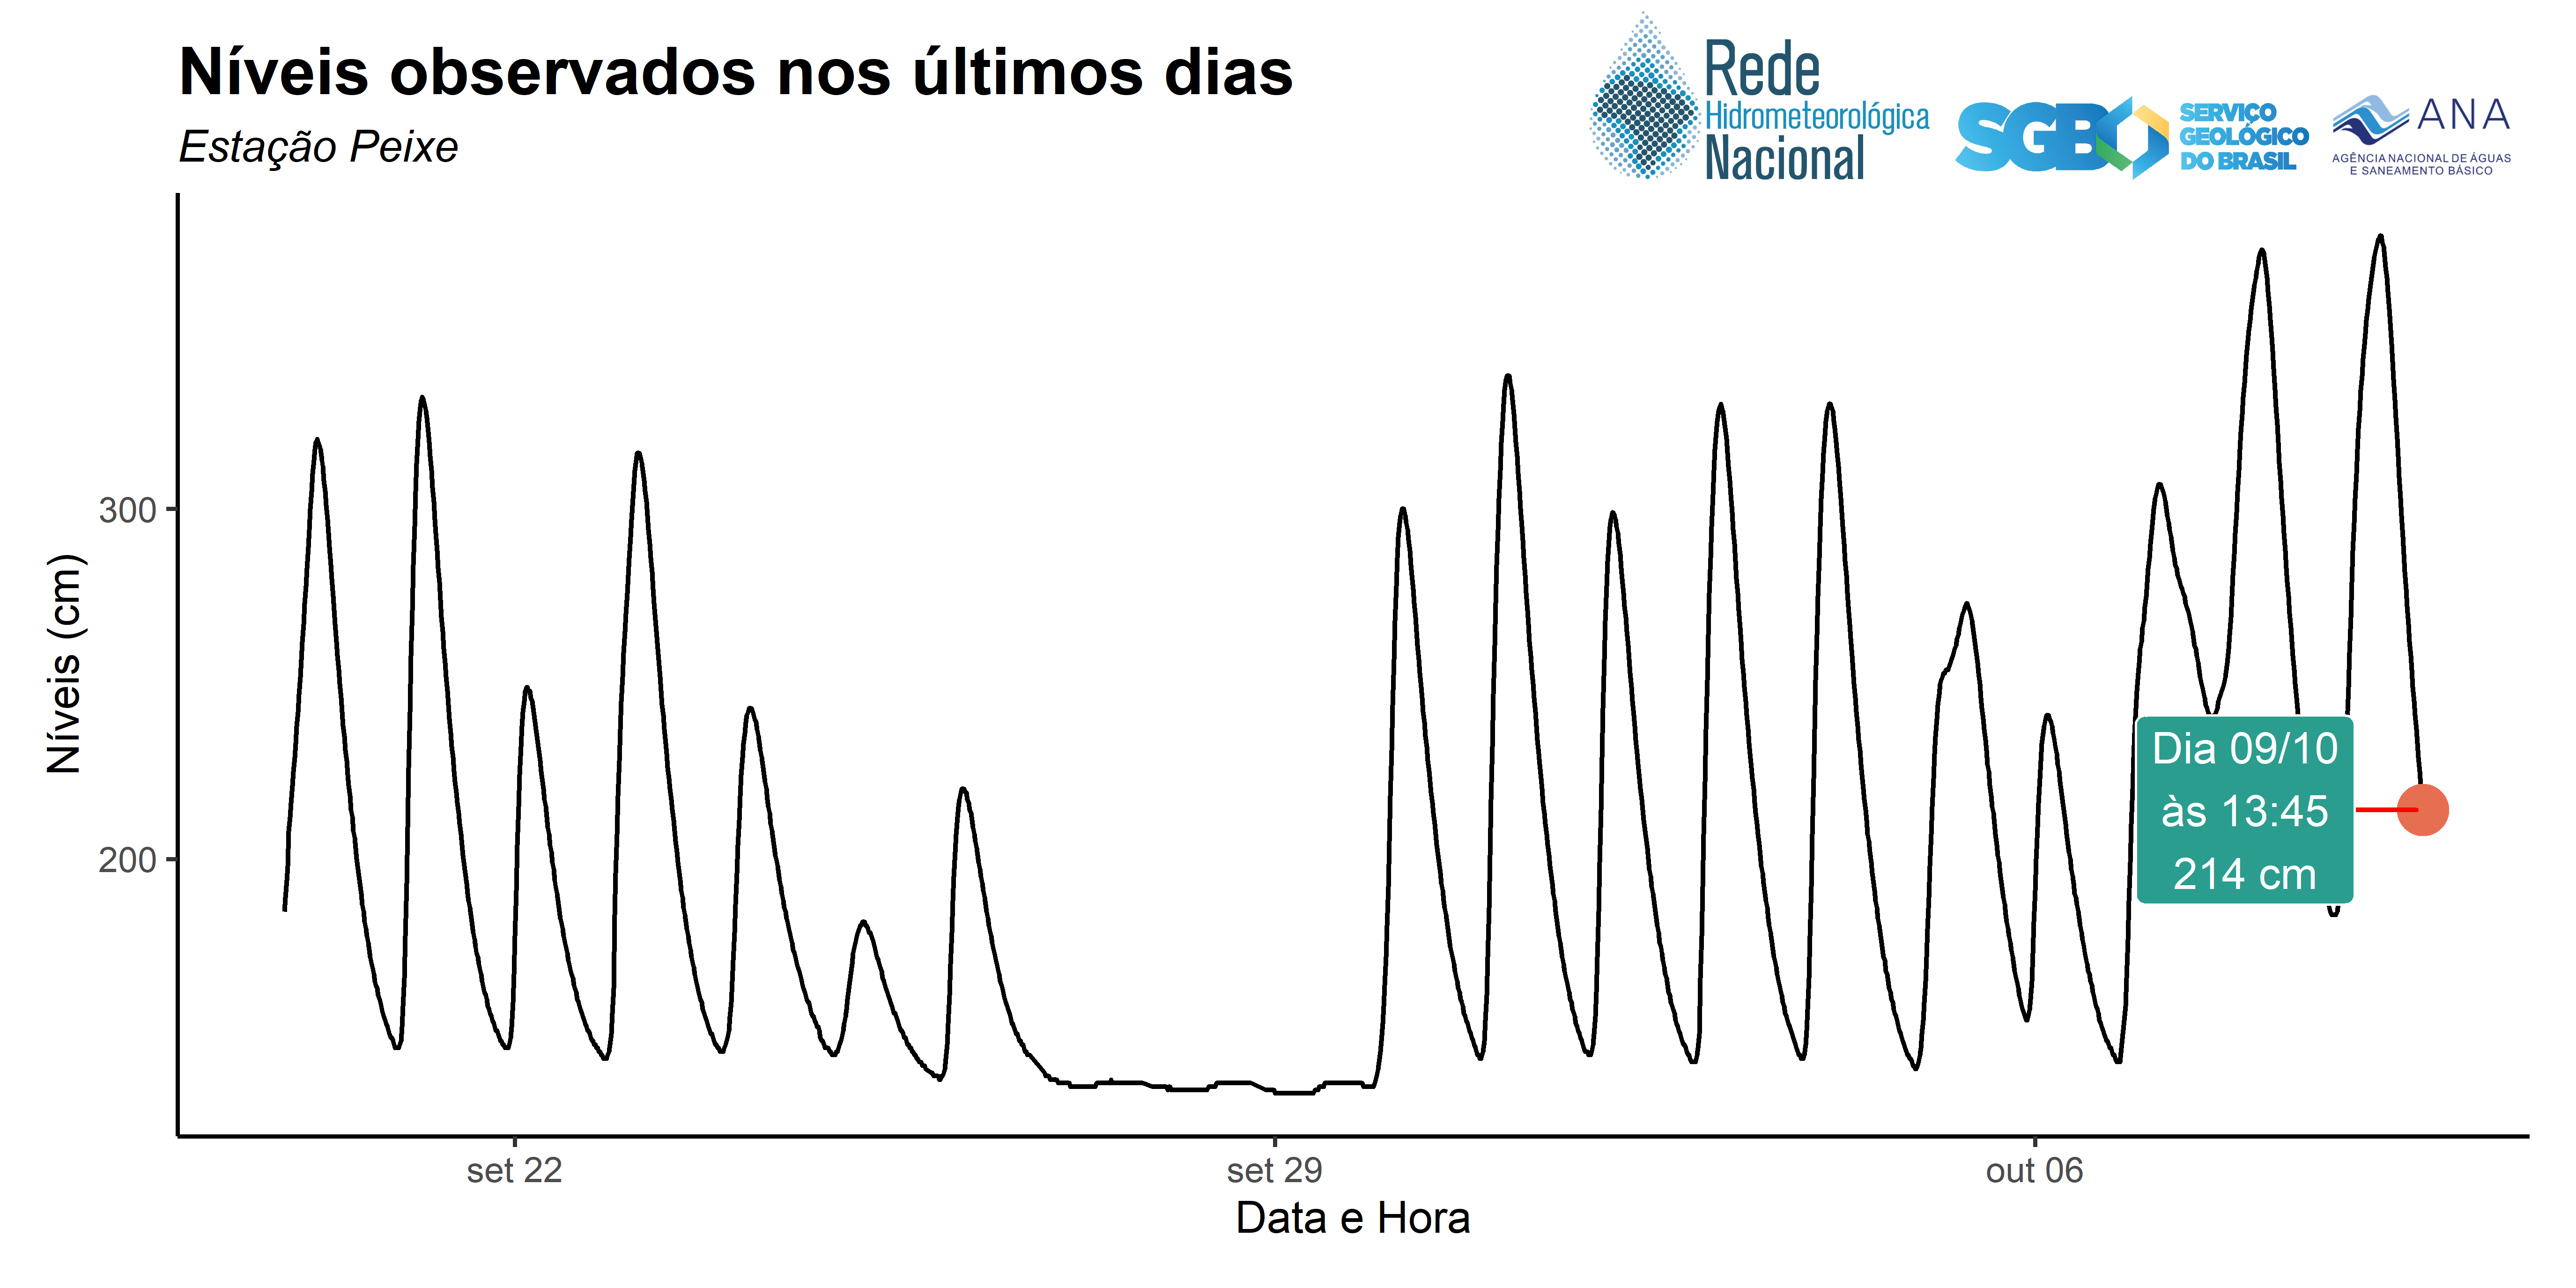 Níveis observados nos últimos dias
Estação Peixe
Rede
Hidrometeorológica
Nacional
SGB
SERVIÇO
GEOLÓGICO
DO BRASIL
ANA
AGÊNCIA NACIONAL DE ÁGUAS
E SANEAMENTO BÁSICO
Níveis (cm)
300
200
Dia 09/10
às 13:45
214 cm
set 22
set 29
out 06
Data e Hora